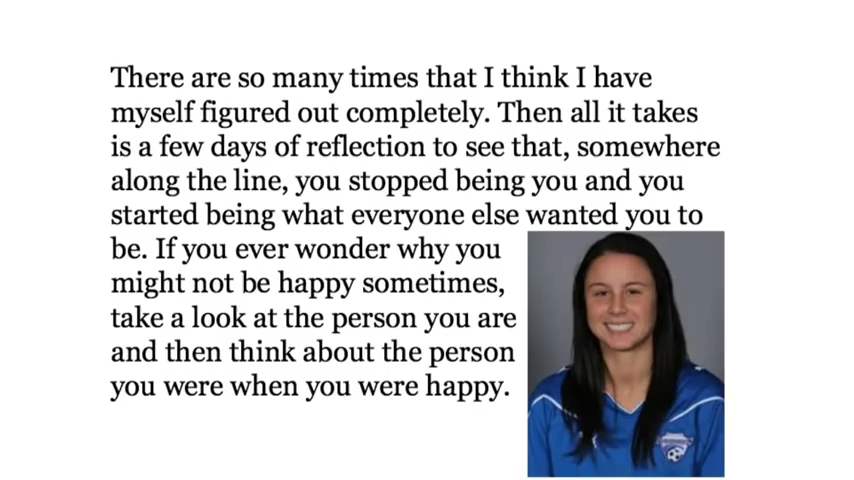 There are so many times that I think I have
myself figured out completely. Then all it takes
is a few days of reflection to see that, somewhere
along the line, you stopped being you and you
started being what everyone else wanted you to
be. If you ever wonder why you
might not be happy sometimes,
take a look at the person you are
and then think about the person
you were when you were happy.